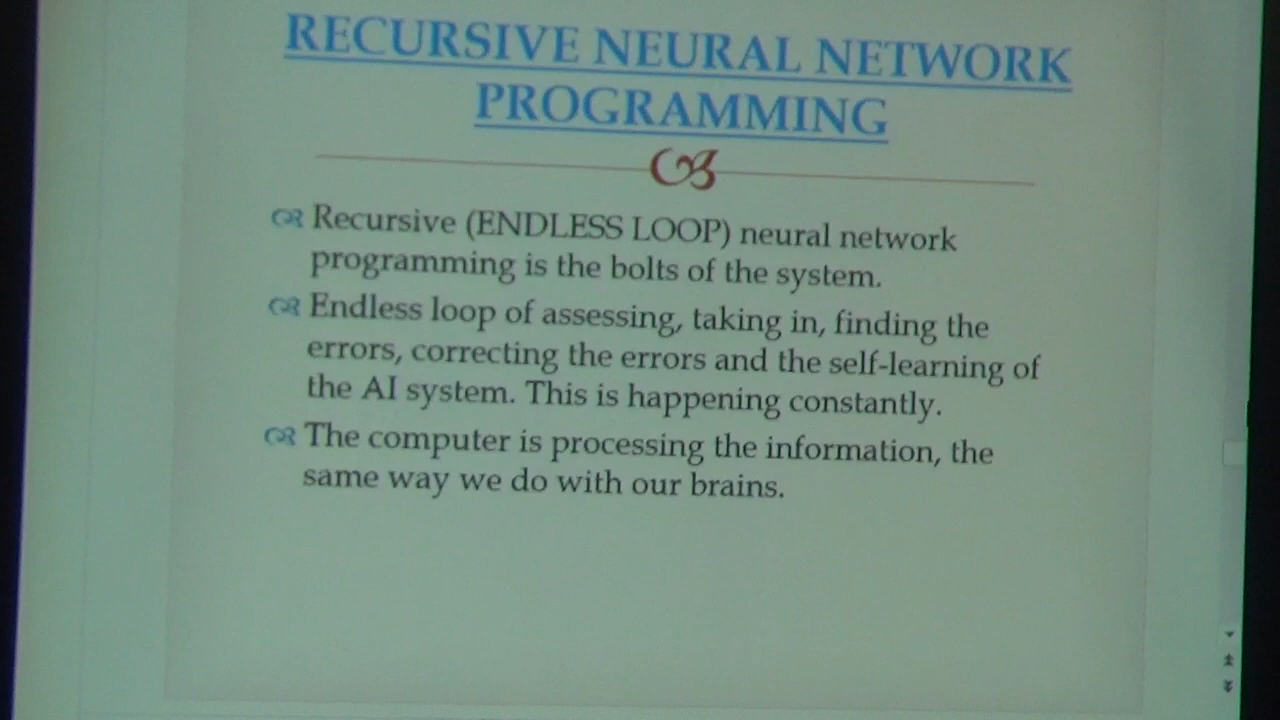 RECURSIVE NEURAL NETWORK
PROGRAMMING
Recursive (ENDLESS LOOP) neural network
programming is the bolts of the system.
Endless loop of assessing, taking in, finding the
errors, correcting the errors and the self-learning of
the AI system. This is happening constantly.
The computer is processing the information, the
same way we do with our brains.